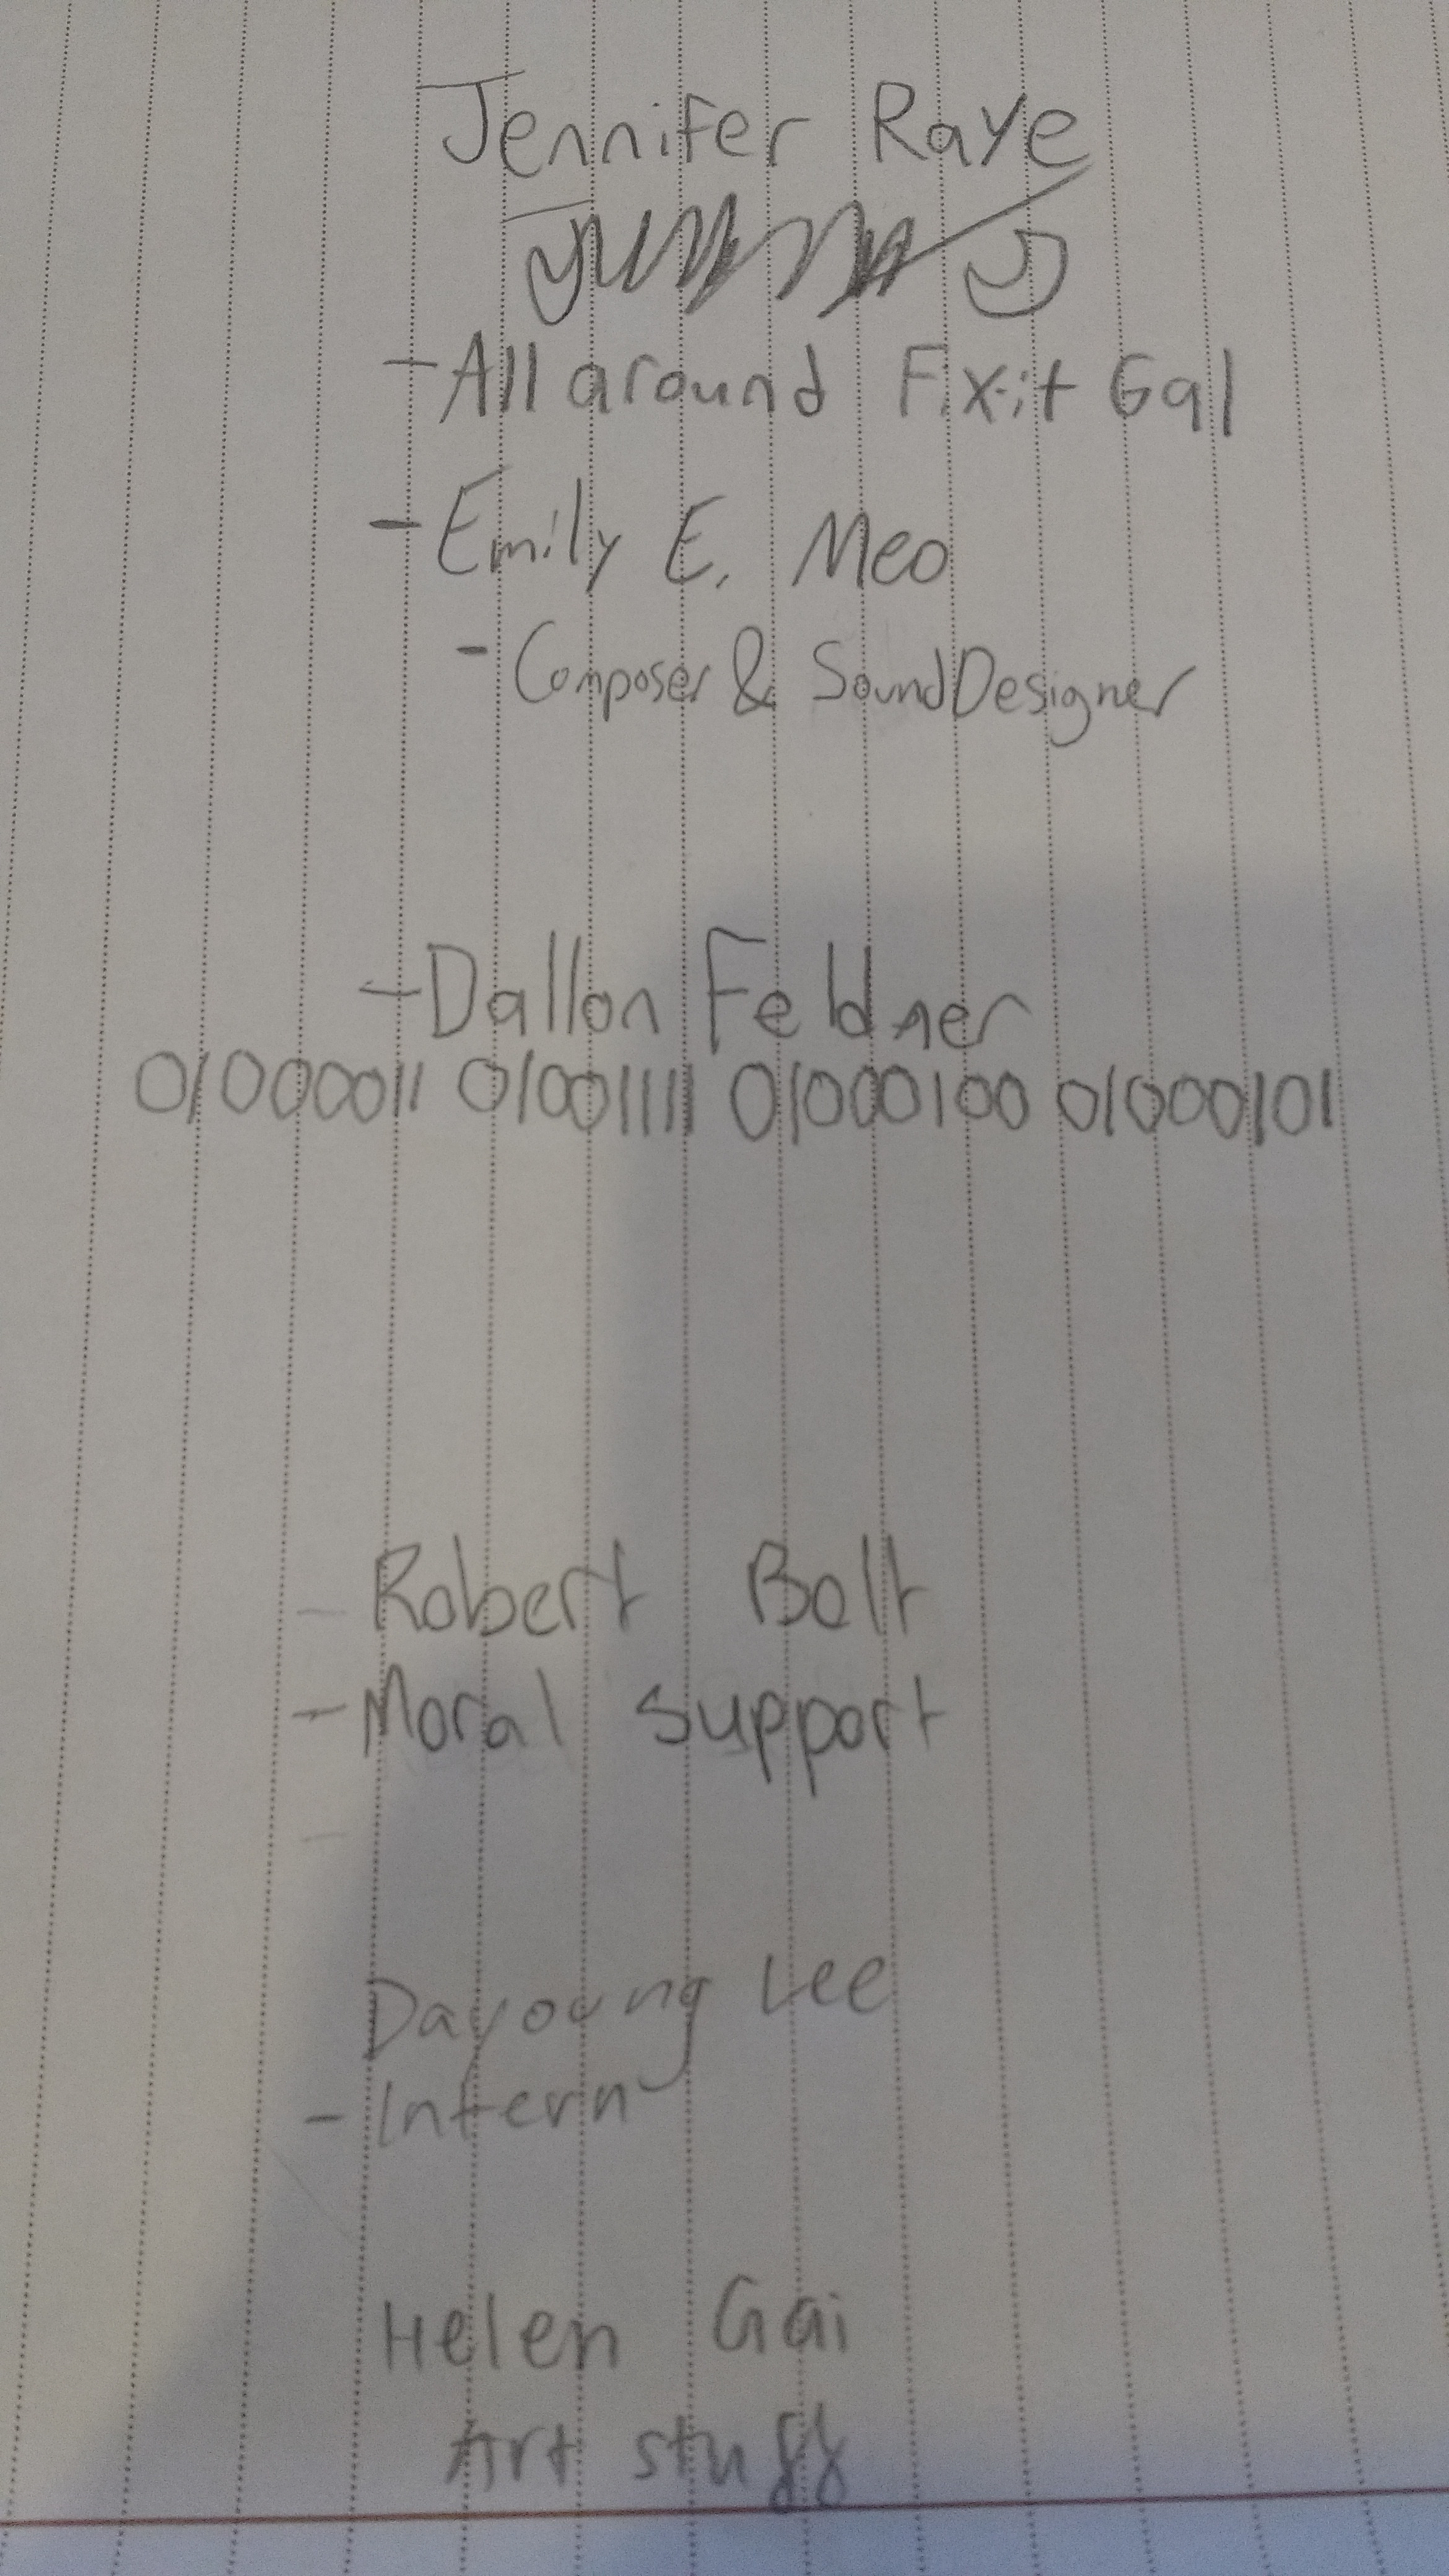 Jennifer Raye
- All around Fix-it Gal
- Emily E. Meo
- Composer & Sound Designer
- Dallon Feldner
01000011 01001111 01000100 01000101
- Robert Bolt
- Moral support
Dayoung Lee
- Intern
Helen Gai
Art stuff